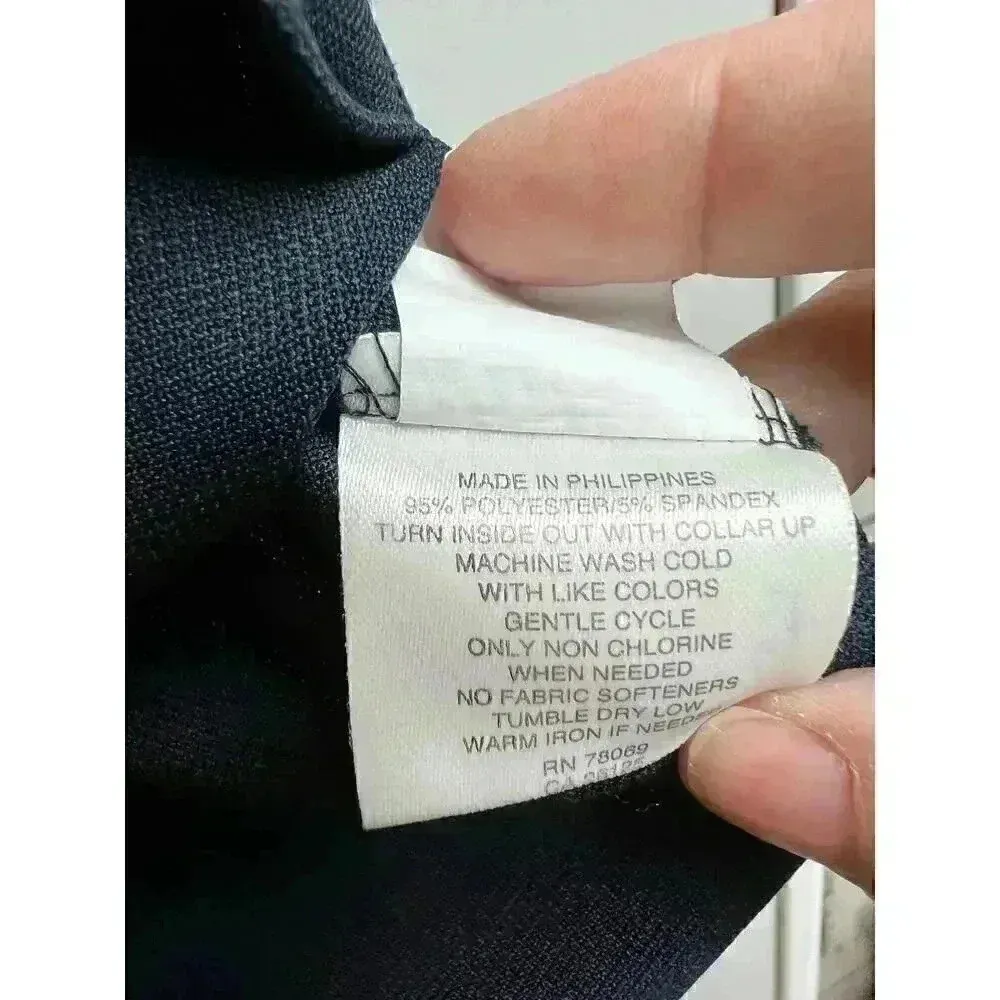 MADE IN PHILIPPINES
95% POLYESTER/5% SPANDEX
TURN INSIDE OUT WITH COLLAR UP
MACHINE WASH COLD
WITH LIKE COLORS
GENTLE CYCLE
ONLY NON CHLORINE
WHEN NEEDED
NO FABRIC SOFTENERS
TUMBLE DRY LOW
WARM IRON IF NEEDED
RN 78069
CA